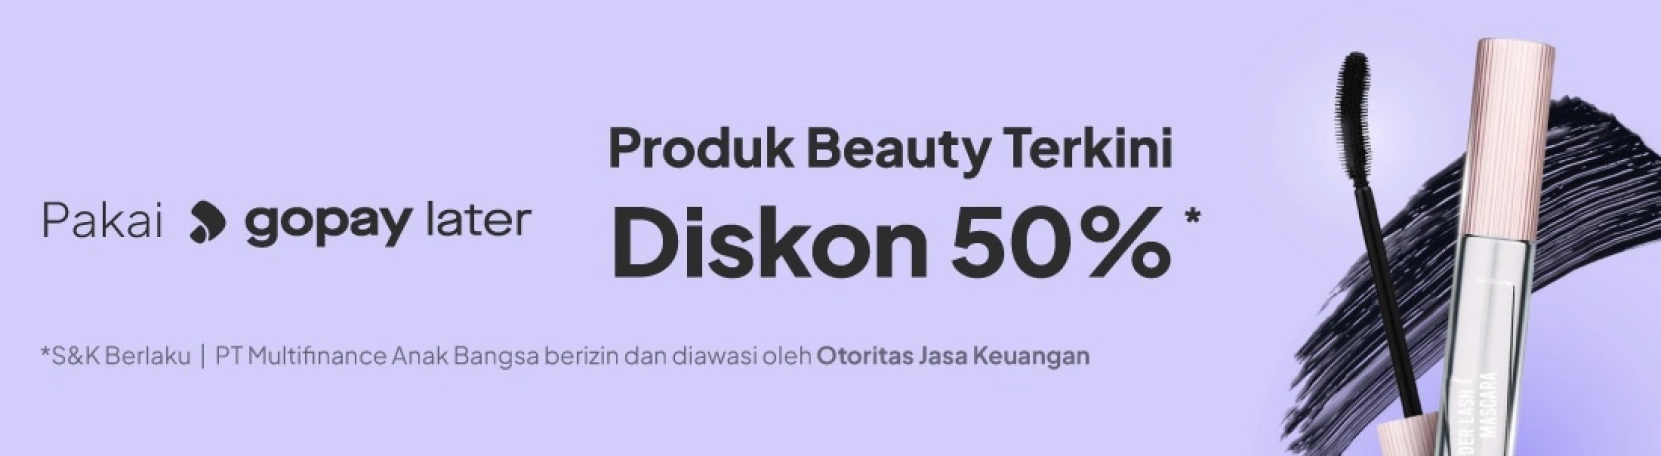 Pakai gopay later
Produk Beauty Terkini
Diskon 50%*
*S&K Berlaku | PT Multifinance Anak Bangsa berizin dan diawasi oleh Otoritas Jasa Keuangan
LASH
MASCARA